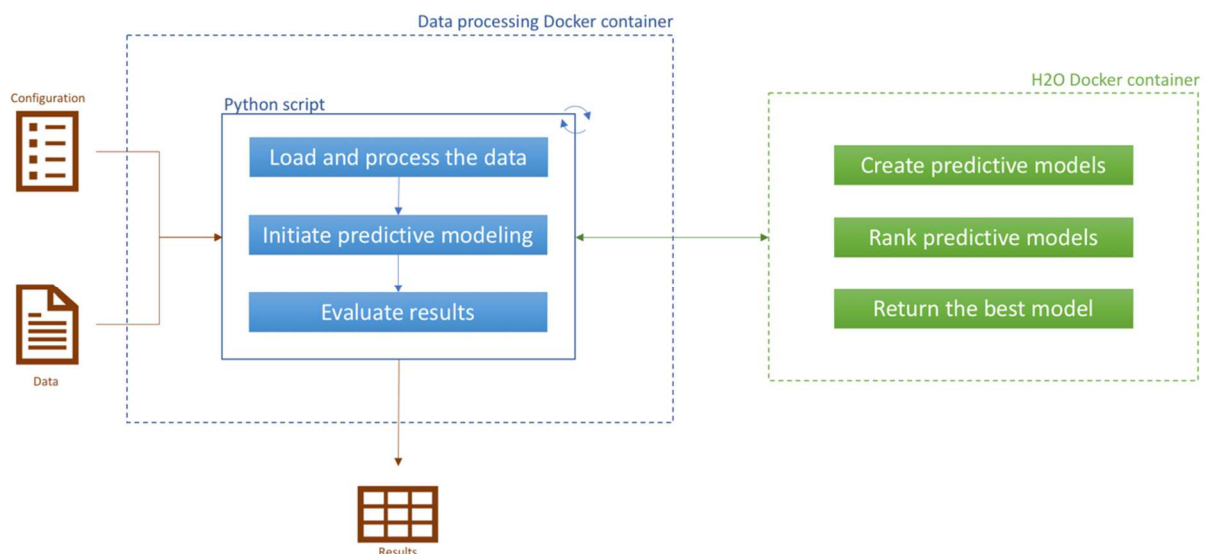 Data processing Docker container
H2O Docker container
Configuration
Python script
Load and process the data
Create predictive models
Initiate predictive modeling
Rank predictive models
Evaluate results
Return the best model
Data
Results